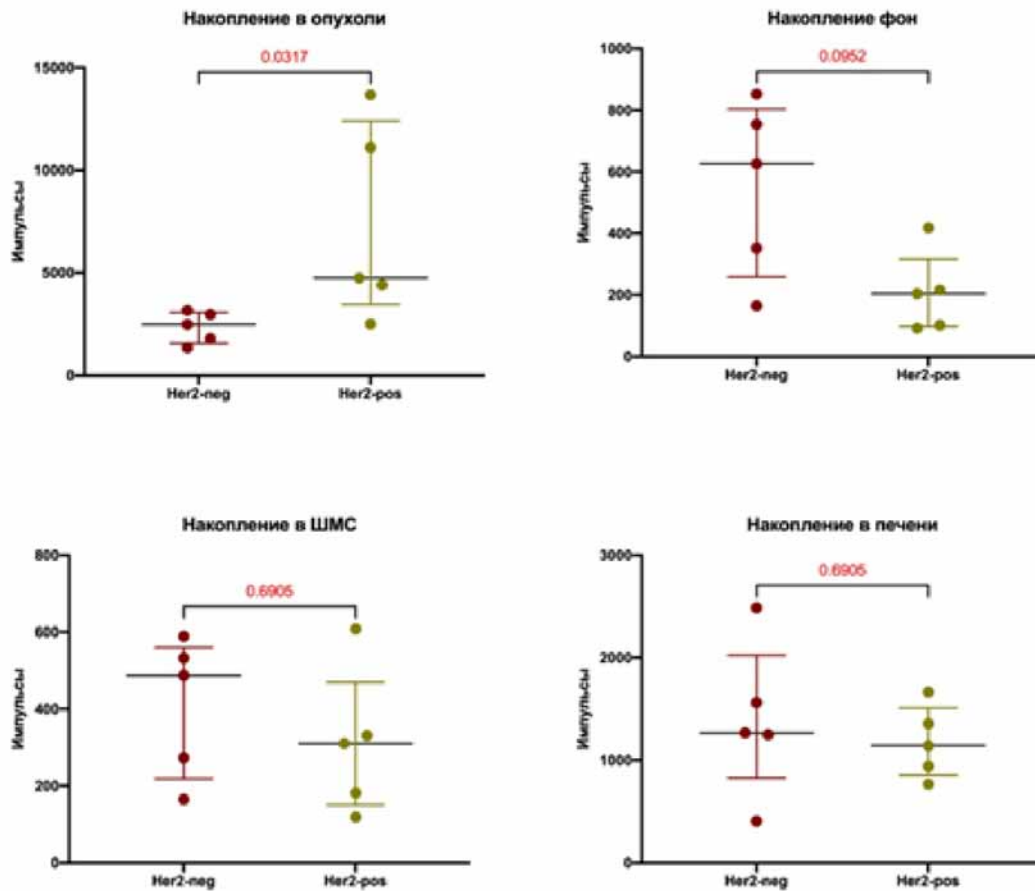 Накопление в опухоли
0.0317
15000
10000
5000
0
Импульсы
Her2-neg
Her2-pos
Накопление фон
0.0952
1000
800
600
400
200
0
Импульсы
Her2-neg
Her2-pos
Накопление в ШМС
0.6905
800
600
400
200
0
Импульсы
Her2-neg
Her2-pos
Накопление в печени
0.6905
3000
2000
1000
0
Импульсы
Her2-neg
Her2-pos